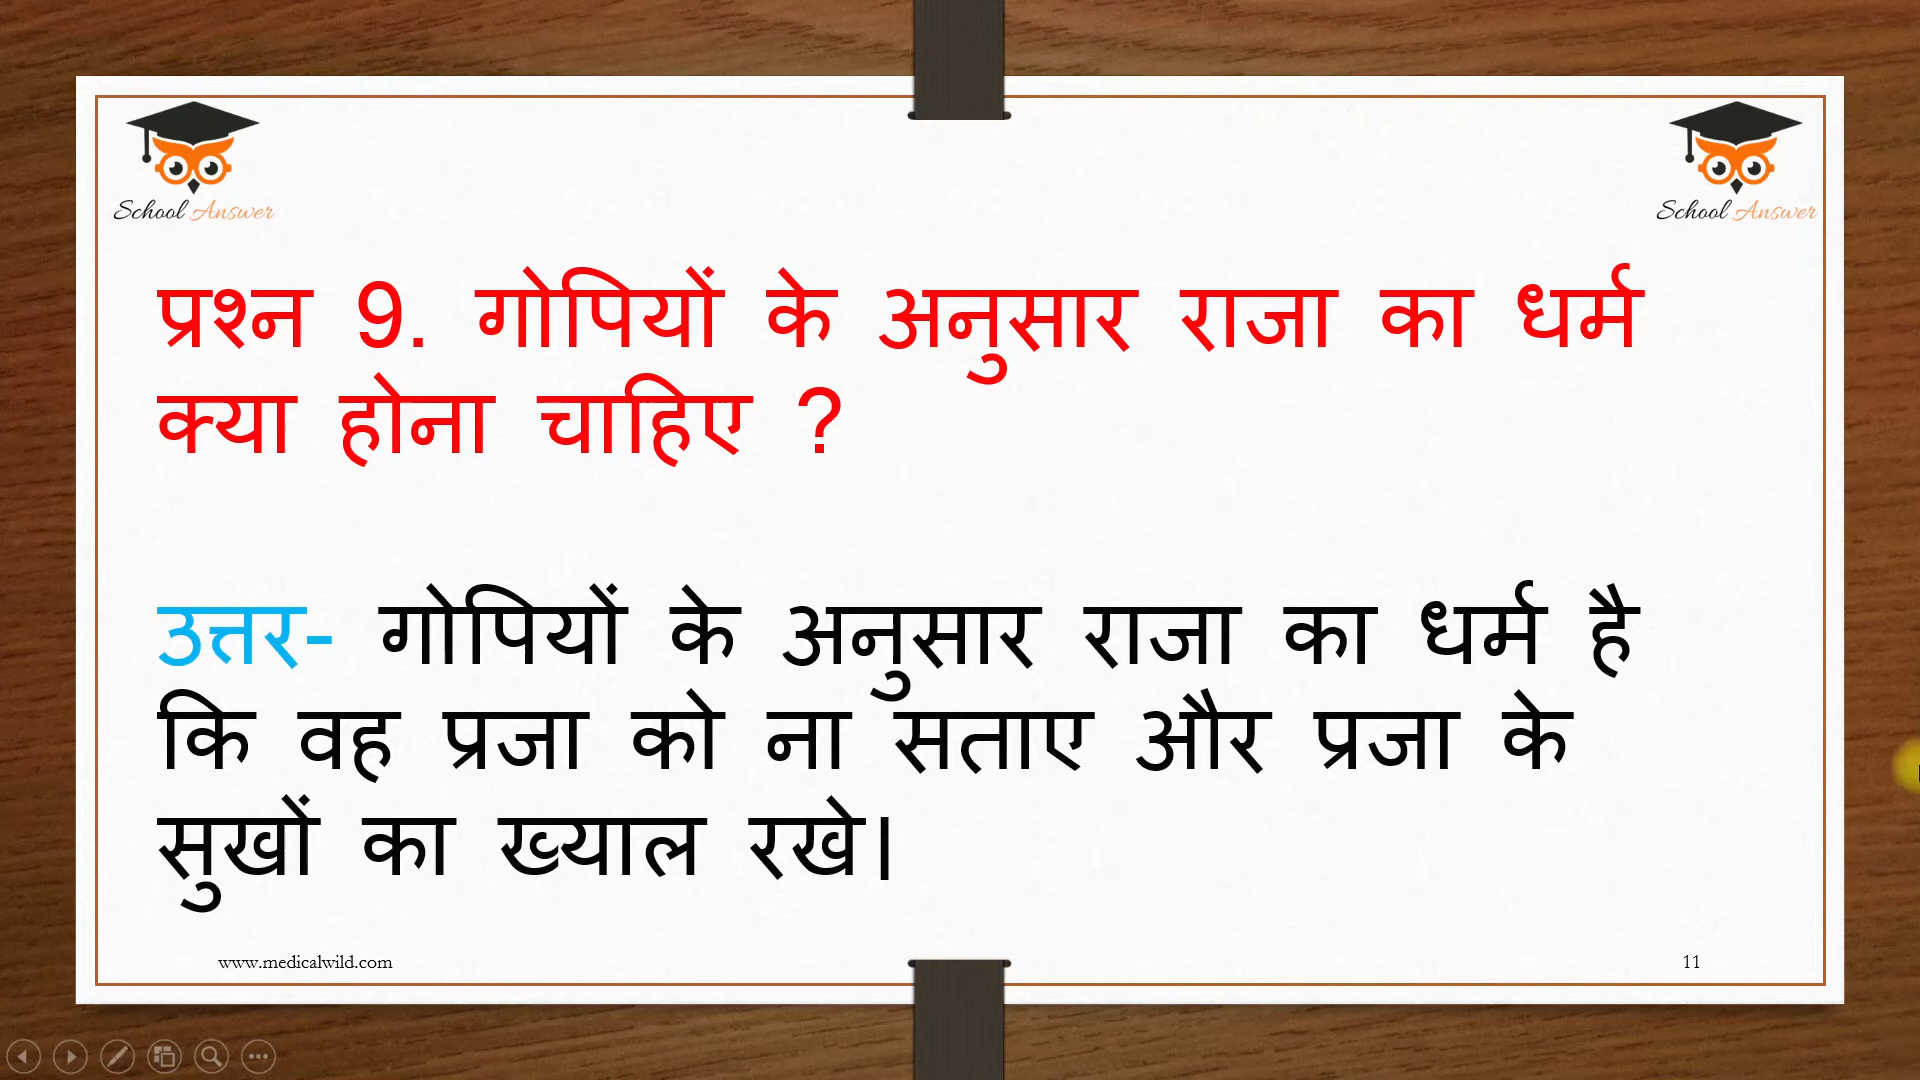 School Answer
School Answer
प्रश्न 9. गोपियों के अनुसार राजा का धर्म
क्या होना चाहिए ?
उत्तर- गोपियों के अनुसार राजा का धर्म है
कि वह प्रजा को ना सताए और प्रजा के
सुखों का ख्याल रखे।
www.medicalwild.com
11